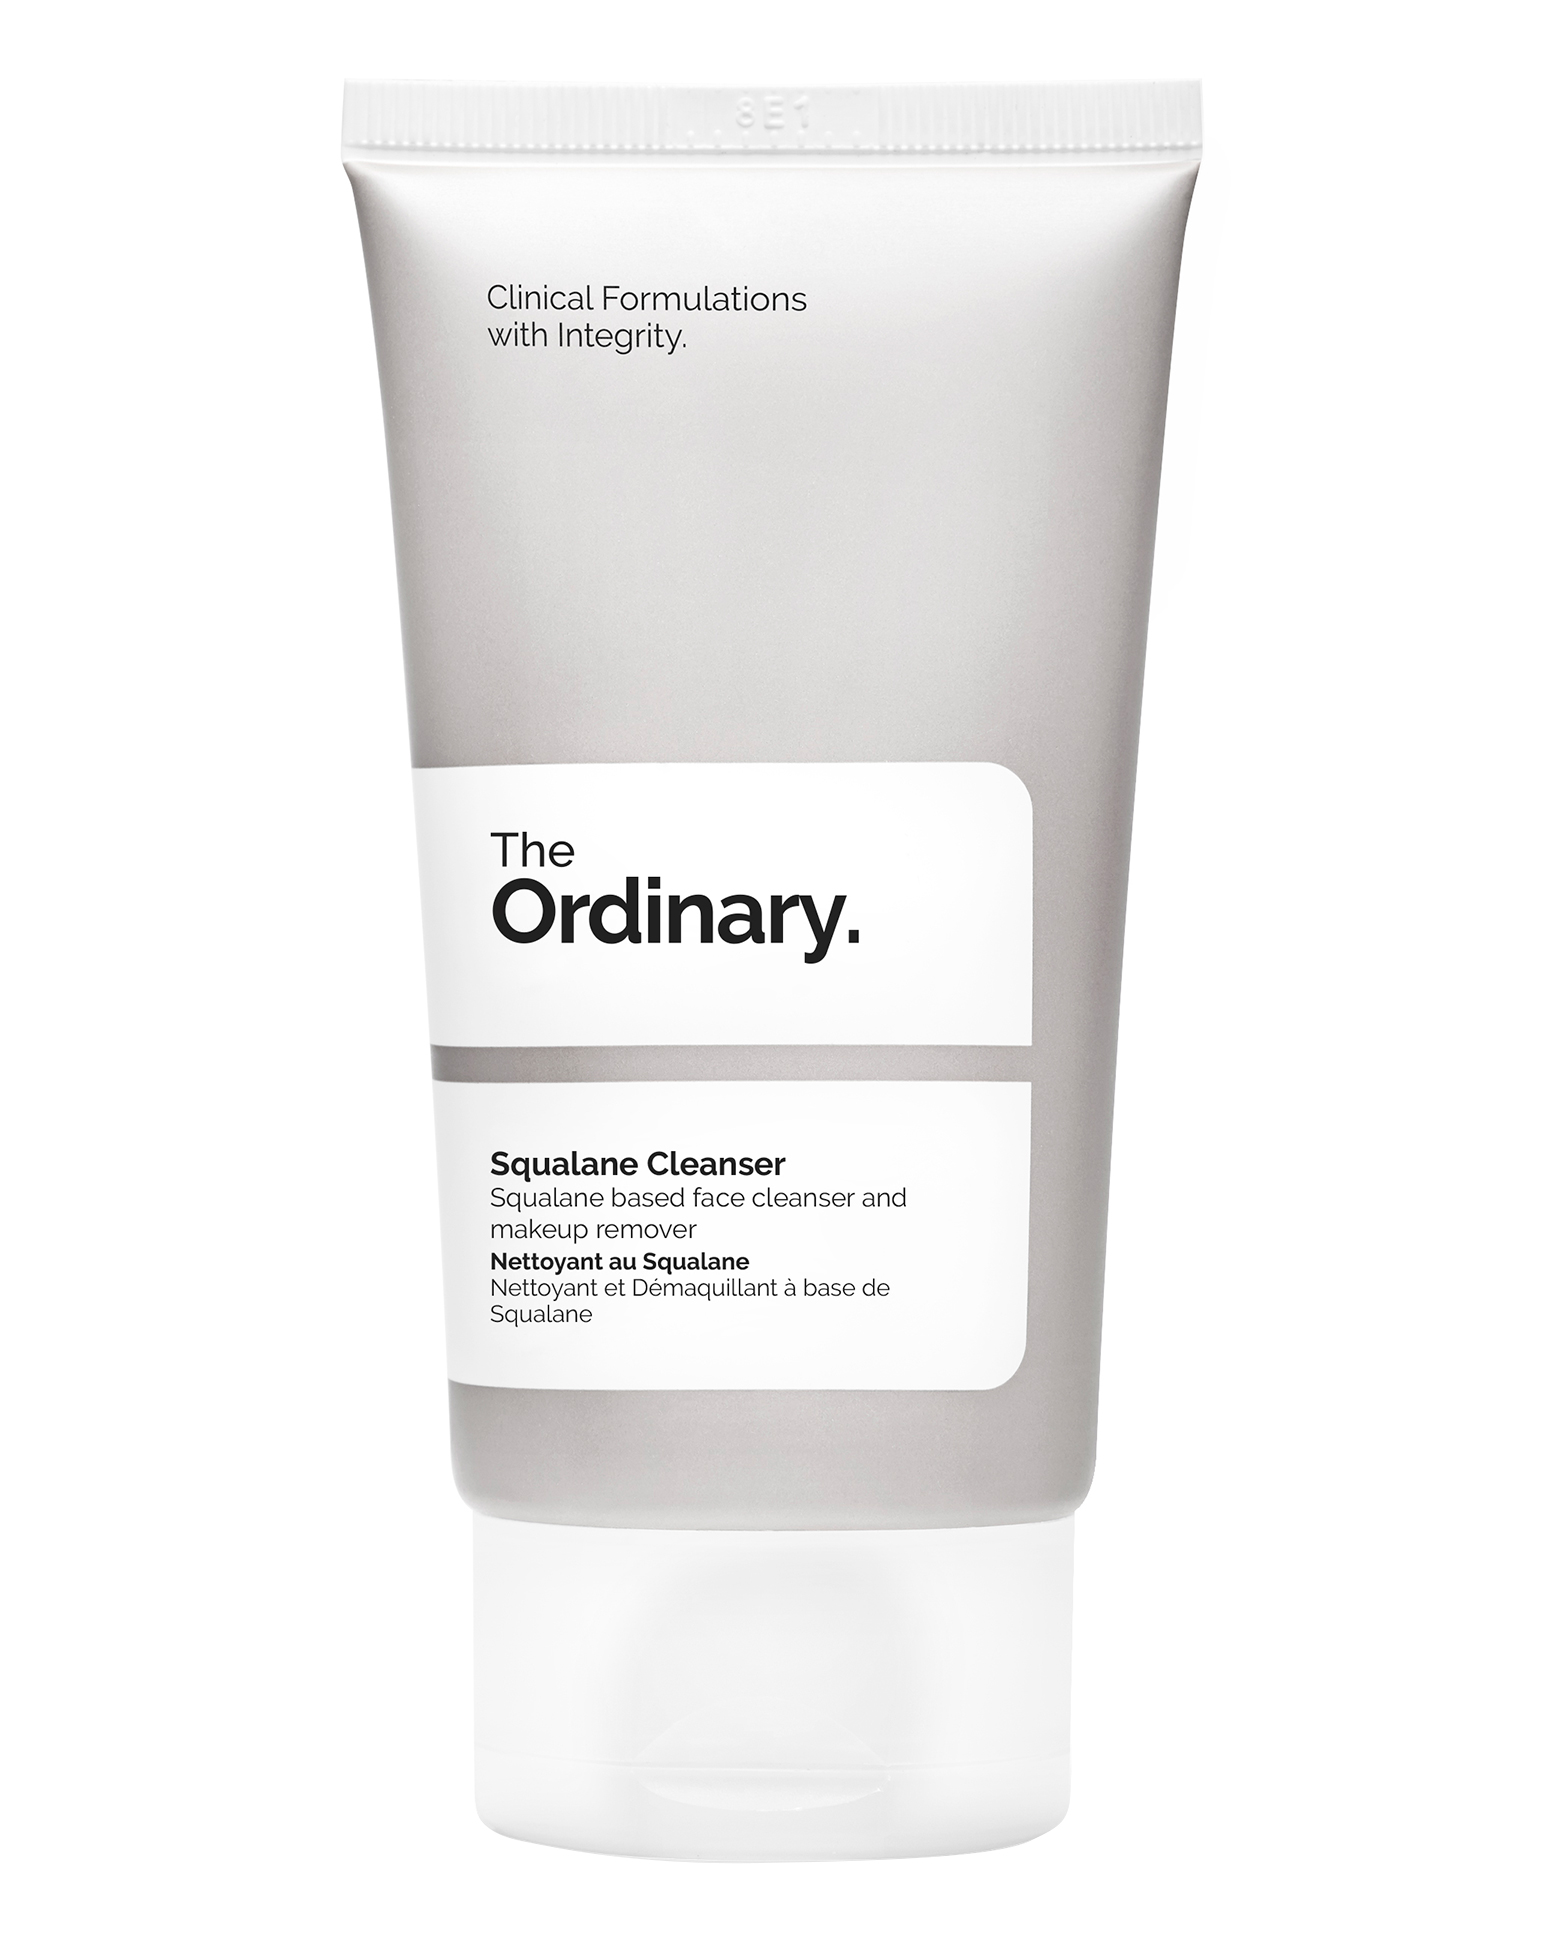 8E1
Clinical Formulations
with Integrity.
The
Ordinary.
Squalane Cleanser
Squalane based face cleanser and
makeup remover
Nettoyant au Squalane
Nettoyant et Démaquillant à base de
Squalane